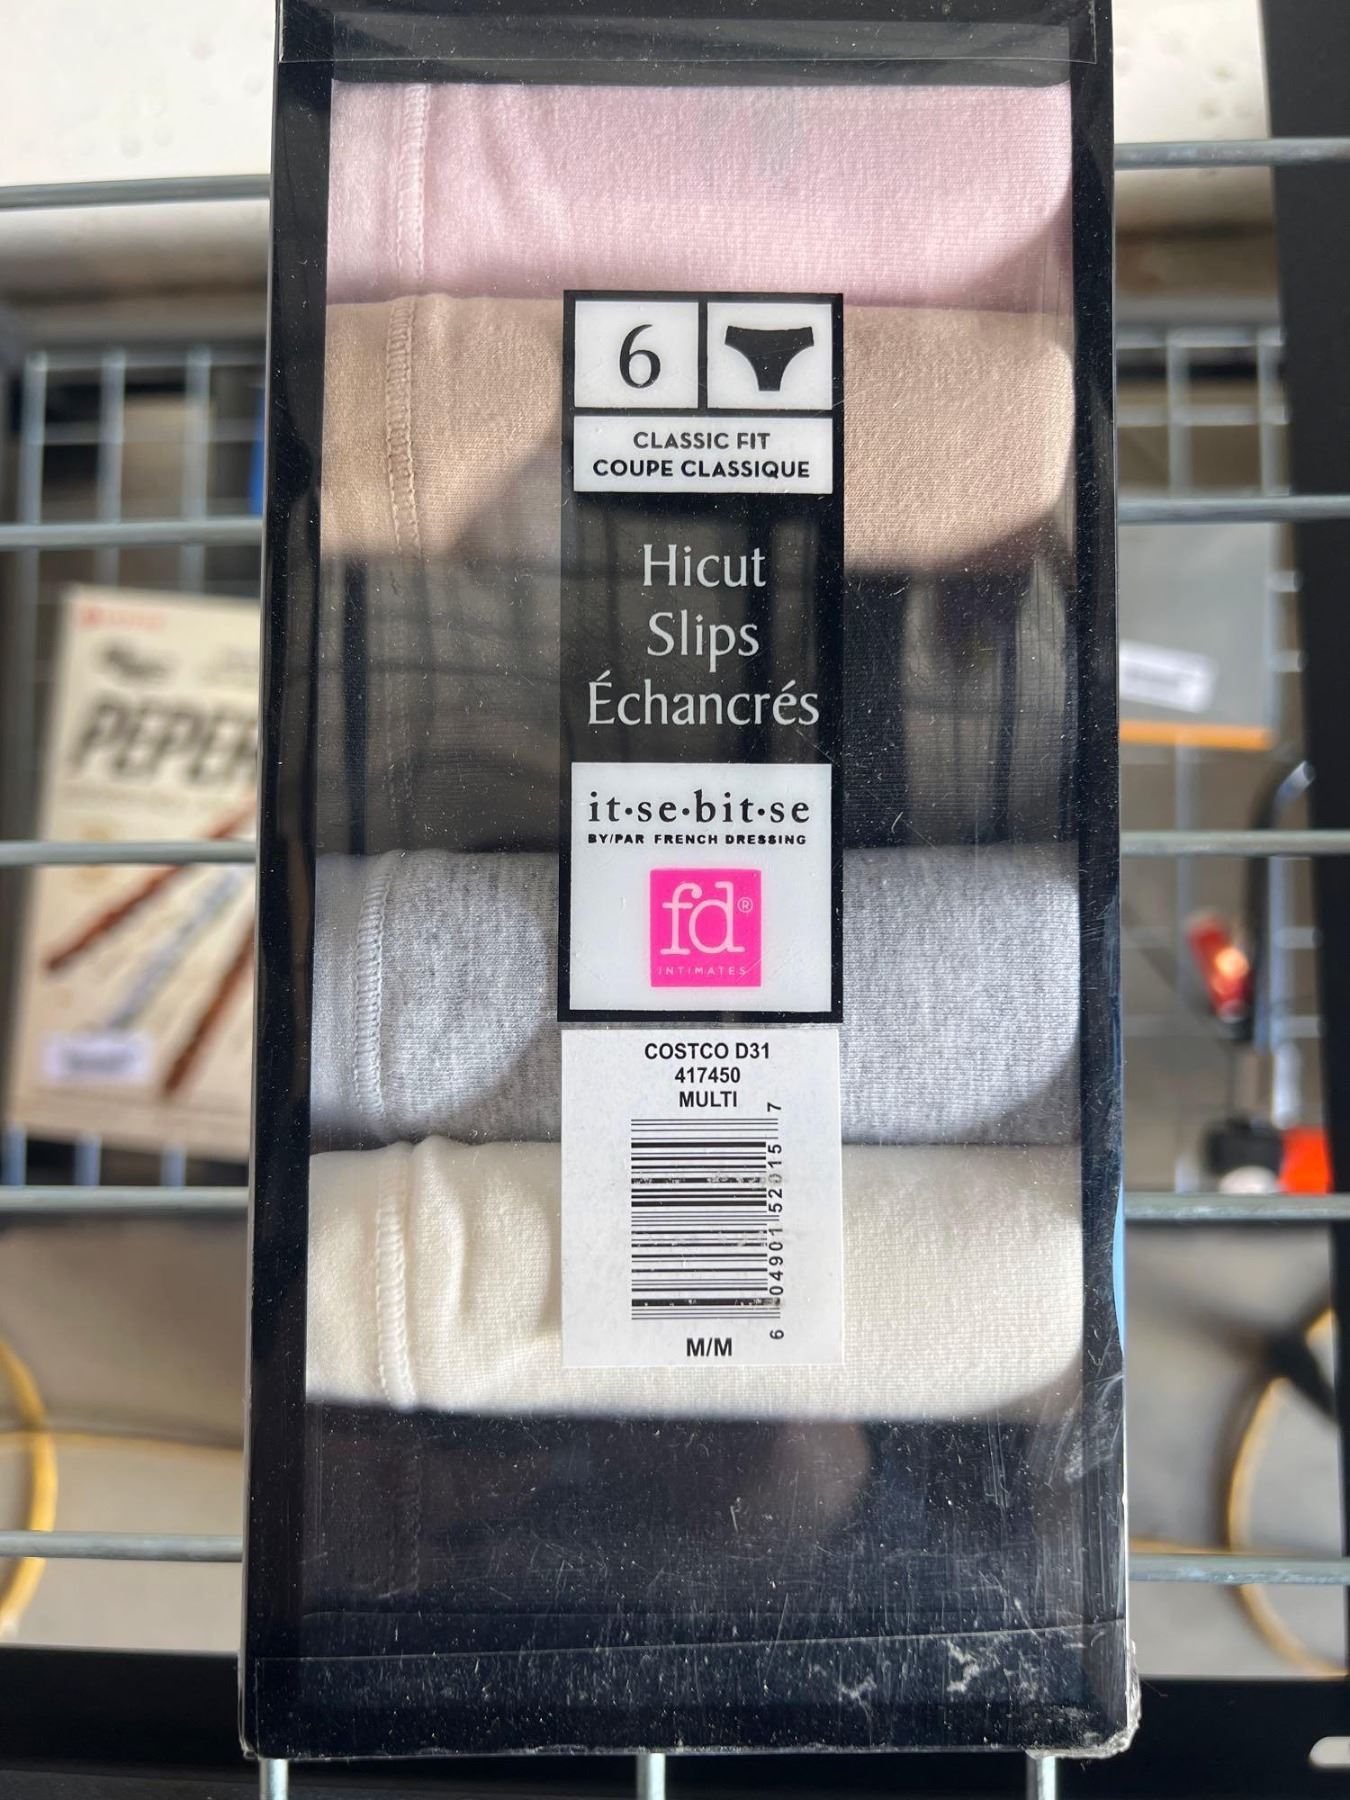 6
CLASSIC FIT
COUPE CLASSIQUE
Hicut
Slips
Échancrés
it·se·bit·se
BY/PAR FRENCH DRESSING
fd®
INTIMATES
COSTCO D31
417450
MULTI
6 04901 52015 7
M/M